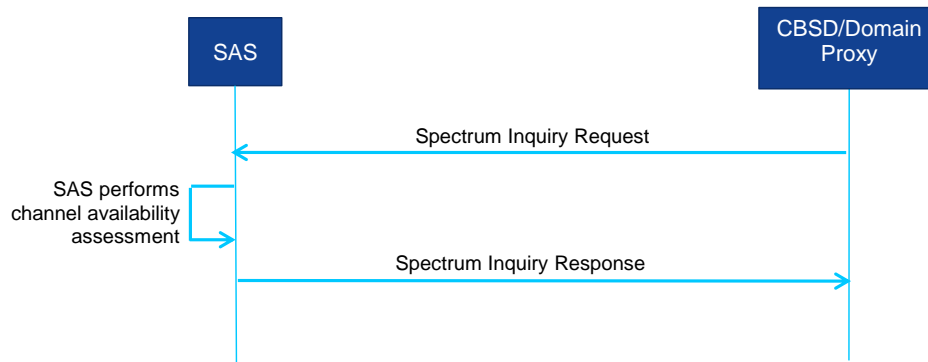 SAS
CBSD/Domain
Proxy
Spectrum Inquiry Request
SAS performs
channel availability
assessment
Spectrum Inquiry Response